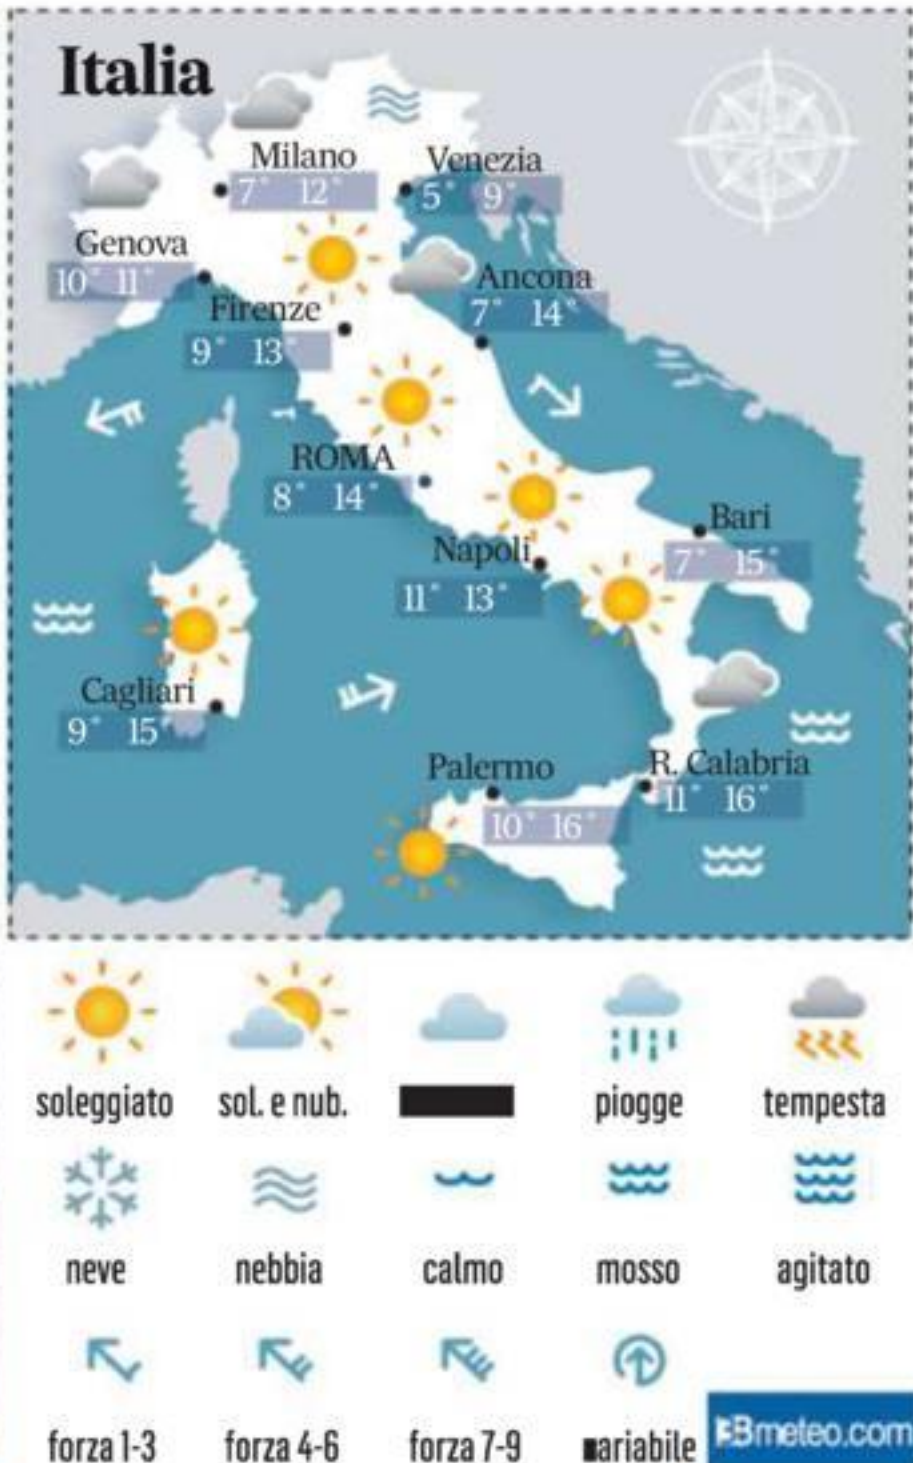 Italia
Milano
7° 12°
Venezia
5° 9°
Genova
10° 11°
Ancona
7° 14°
Firenze
9° 13°
ROMA
8° 14°
Bari
7° 15°
Napoli
11° 13°
Cagliari
9° 15°
Palermo
10° 16°
R. Calabria
11° 16°
soleggiato sol. e nub. piogge tempesta
neve nebbia calmo mosso agitato
forza 1-3 forza 4-6 forza 7-9 ariabile
3Bmeteo.com